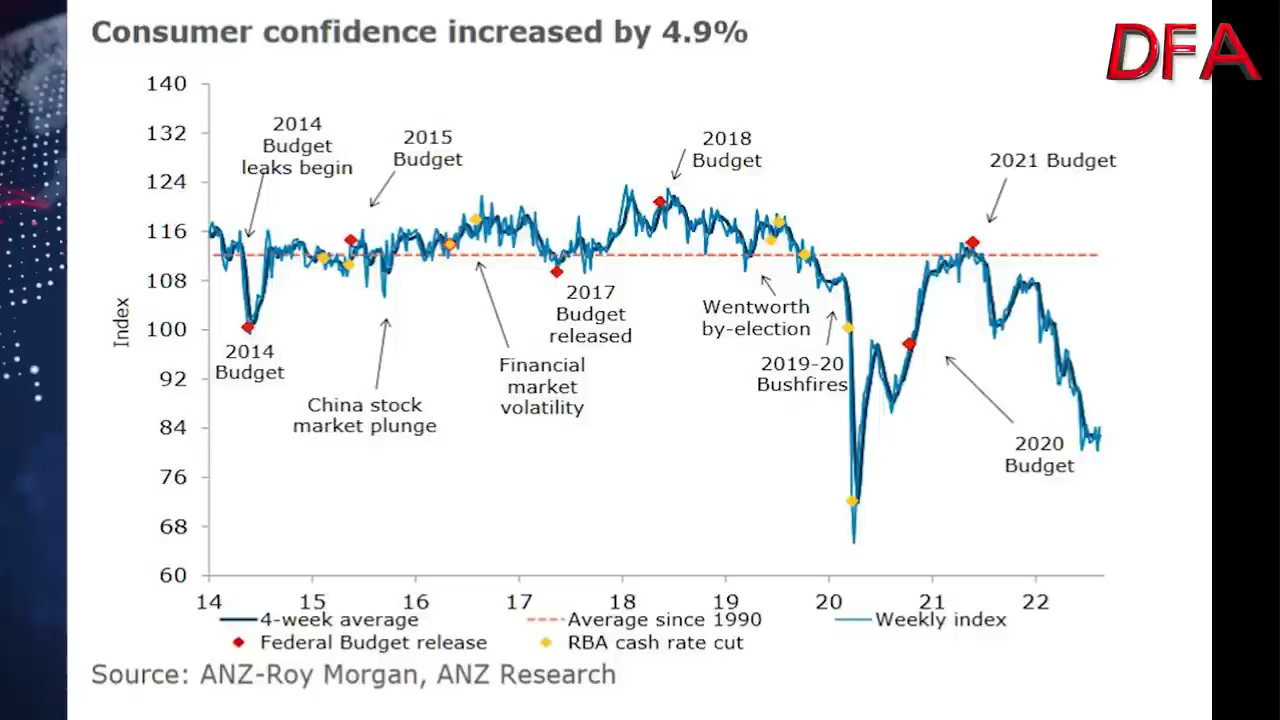 Consumer confidence increased by 4.9%
DFA
140
132
124
116
108
100
92
84
76
68
60
Index
2014
Budget
leaks begin
2015
Budget
2018
Budget
2021 Budget
2014
Budget
China stock
market plunge
Financial
market
volatility
2017
Budget
released
Wentworth
by-election
2019-20
Bushfires
2020
Budget
14 15 16 17 18 19 20 21 22
4-week average Average since 1990 Weekly index
Federal Budget release RBA cash rate cut
Source: ANZ-Roy Morgan, ANZ Research